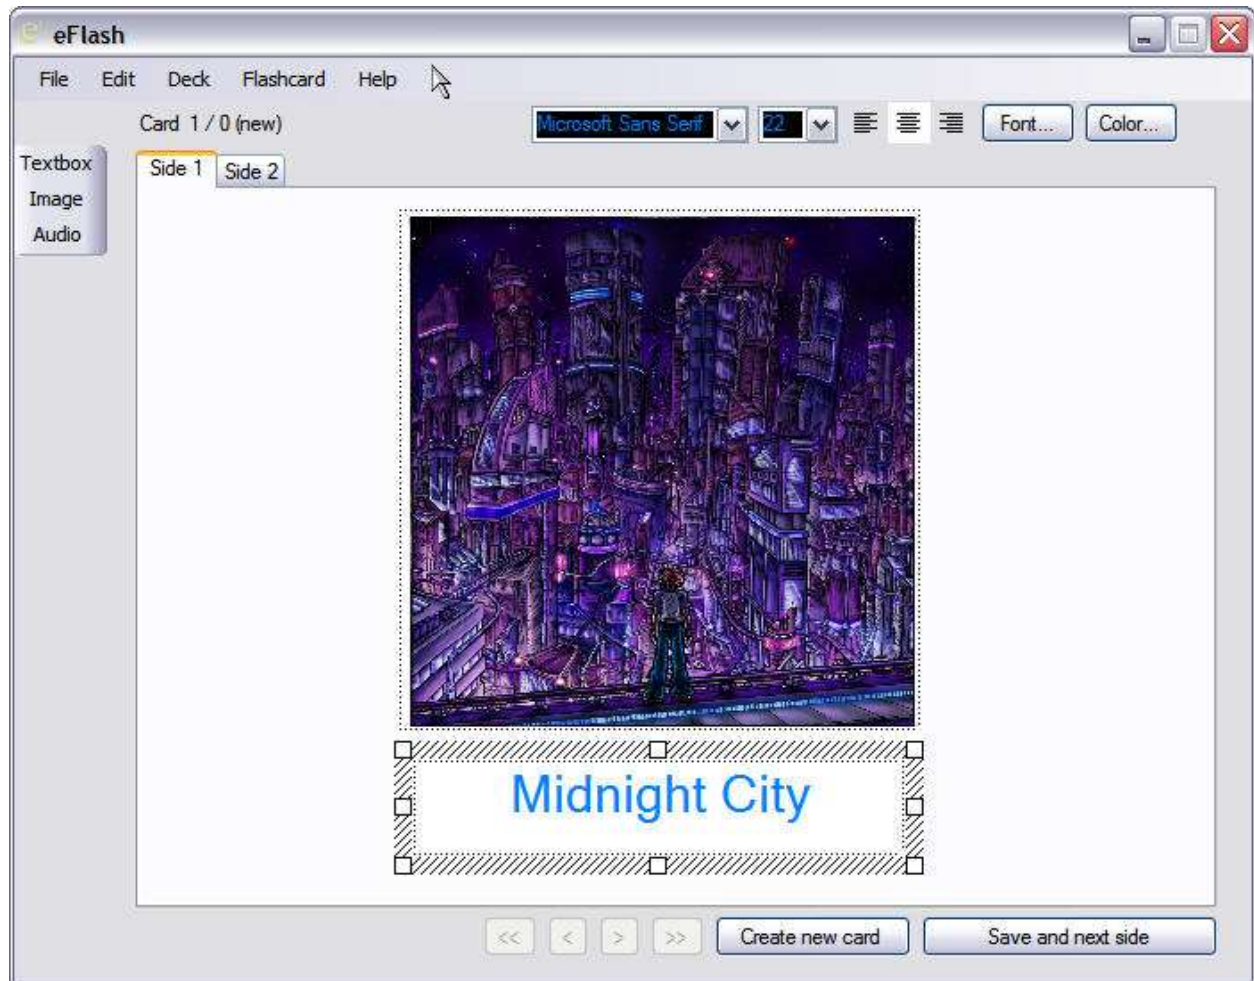 eFlash
File Edit Deck Flashcard Help
Card 1 / 0 (new)
Microsoft Sans Serif 22 Font... Color...
Textbox
Image
Audio
Side 1 Side 2
Midnight City
<< < > >> Create new card Save and next side